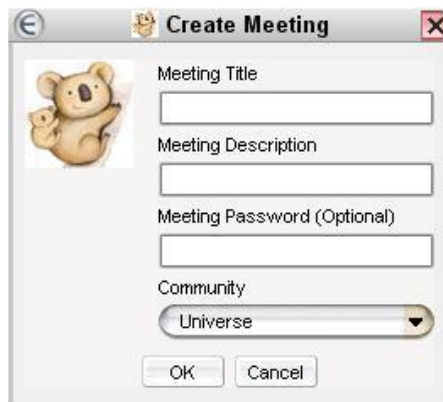 Create Meeting
Meeting Title
Meeting Description
Meeting Password (Optional)
Community
Universe
OK Cancel